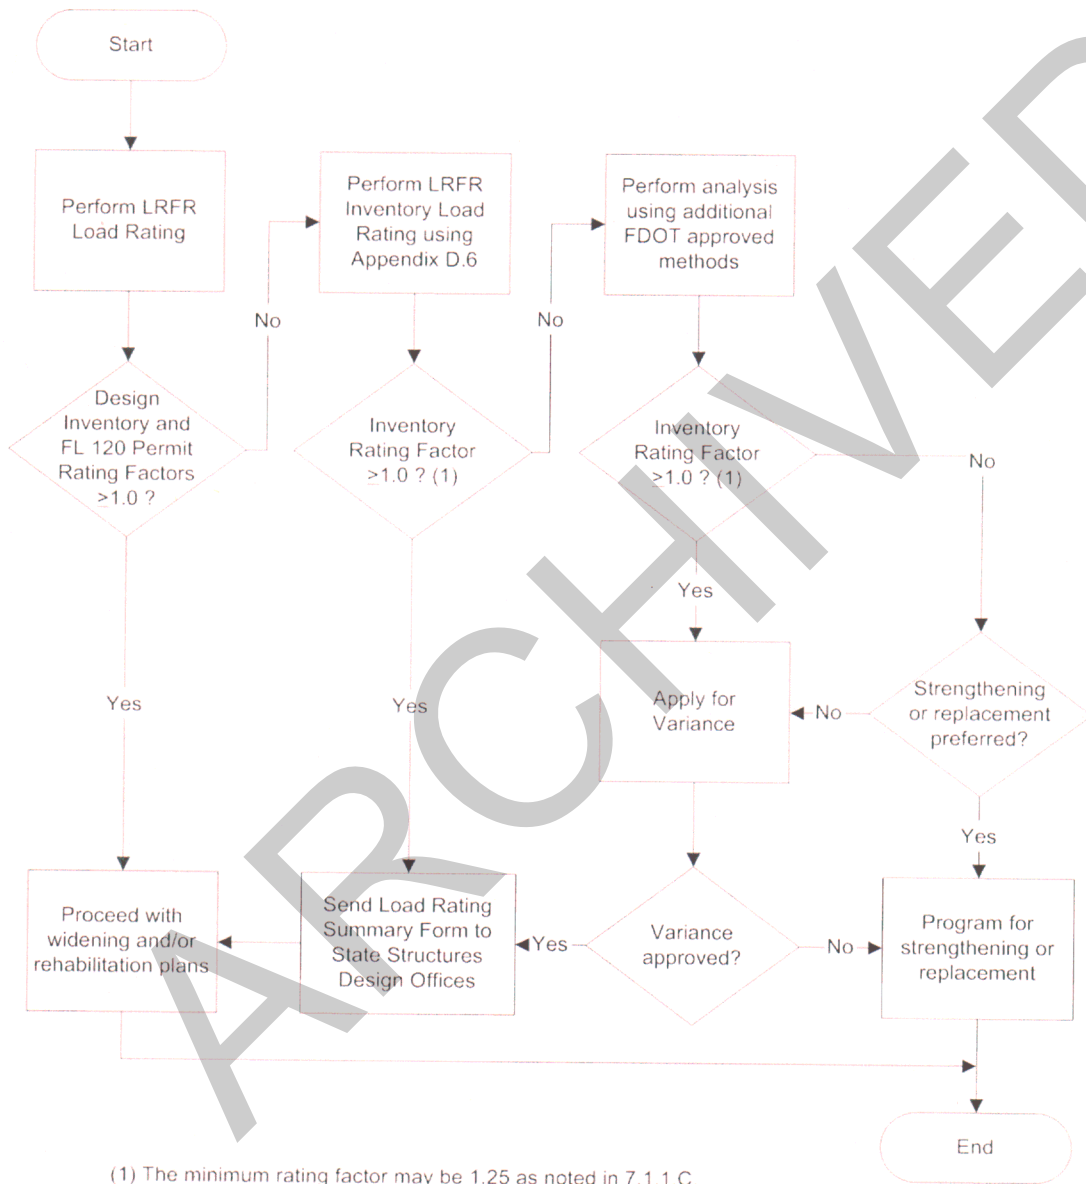 Start
Perform LRFR
Load Rating
Perform LRFR
Inventory Load
Rating using
Appendix D.6
Perform analysis
using additional
FDOT approved
methods
No
No
Design
Inventory and
FL 120 Permit
Rating Factors
≥1.0 ?
Inventory
Rating Factor
≥1.0 ? (1)
Inventory
Rating Factor
≥1.0 ? (1)
No
Yes
Yes
Yes
Apply for
Variance
No
Strengthening
or replacement
preferred?
Yes
Proceed with
widening and/or
rehabilitation plans
Send Load Rating
Summary Form to
State Structures
Design Offices
Yes
Variance
approved?
No
Program for
strengthening or
replacement
End
(1) The minimum rating factor may be 1.25 as noted in 7.1.1 C
ARCHIVED